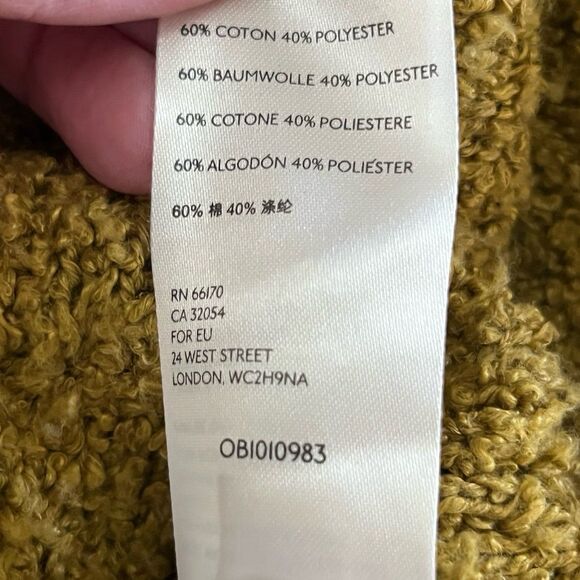 60% COTON 40% POLYESTER
60% BAUMWOLLE 40% POLYESTER
60% COTONE 40% POLIESTERE
60% ALGODÓN 40% POLIÉSTER
60% 棉 40% 涤纶
RN 66170
CA 32054
FOR EU
24 WEST STREET
LONDON, WC2H9NA
OB1010983